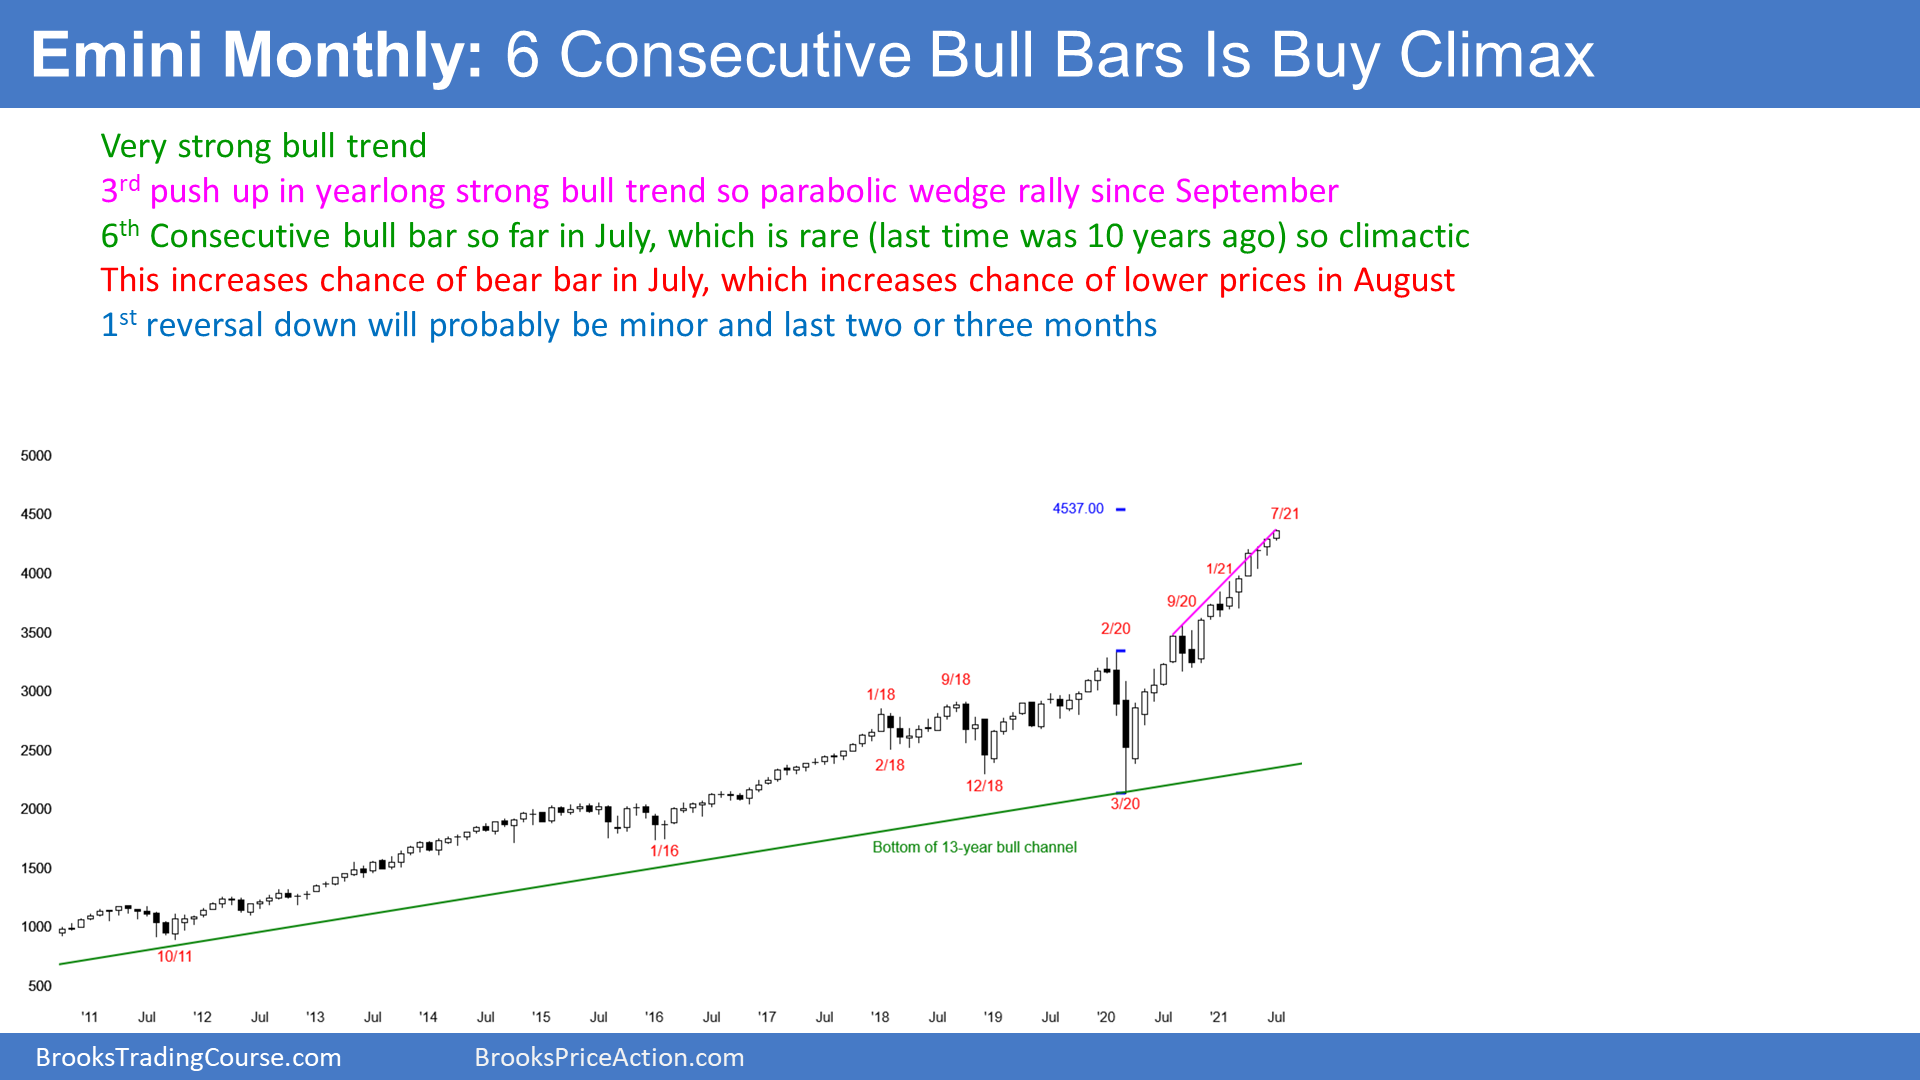 Emini Monthly: 6 Consecutive Bull Bars Is Buy Climax
Very strong bull trend
3rd push up in yearlong strong bull trend so parabolic wedge rally since September
6th Consecutive bull bar so far in July, which is rare (last time was 10 years ago) so climactic
This increases chance of bear bar in July, which increases chance of lower prices in August
1st reversal down will probably be minor and last two or three months
5000
4500
4000
3500
3000
2500
2000
1500
1000
500
4537.00
7/21
1/21
9/20
2/20
9/18
1/18
2/18
12/18
3/20
1/16
Bottom of 13-year bull channel
10/11
'11 Jul '12 Jul '13 Jul '14 Jul '15 Jul '16 Jul '17 Jul '18 Jul '19 Jul '20 Jul '21 Jul
BrooksTradingCourse.com BrooksPriceAction.com